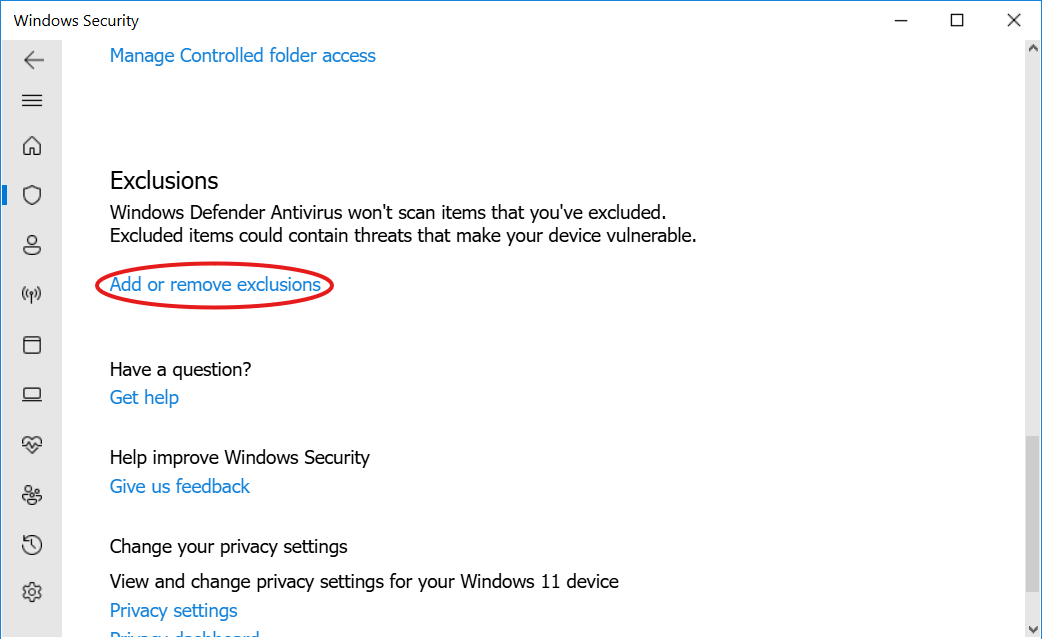 Windows Security
Manage Controlled folder access
Exclusions
Windows Defender Antivirus won't scan items that you've excluded.
Excluded items could contain threats that make your device vulnerable.
Add or remove exclusions
Have a question?
Get help
Help improve Windows Security
Give us feedback
Change your privacy settings
View and change privacy settings for your Windows 11 device
Privacy settings
Privacy dashboard